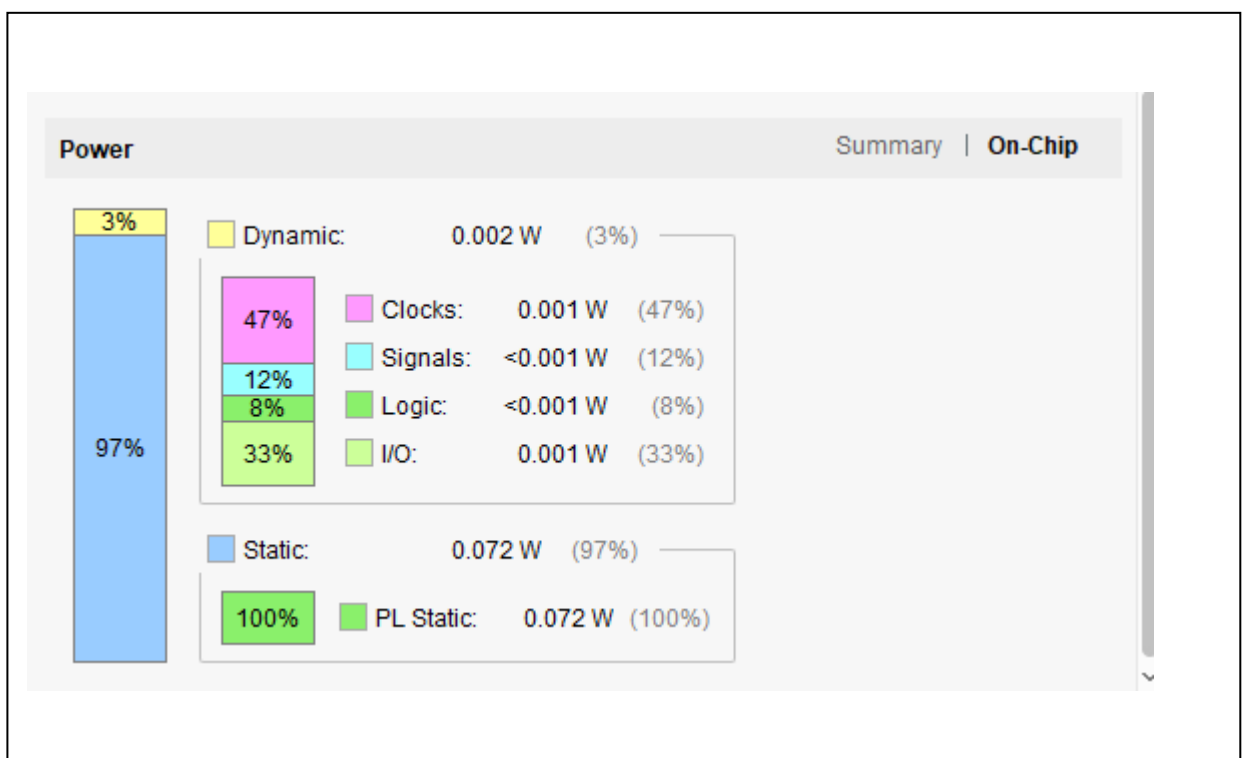 Power Summary | On-Chip
3% Dynamic: 0.002 W (3%)
47% Clocks: 0.001 W (47%)
12% Signals: <0.001 W (12%)
8% Logic: <0.001 W (8%)
97% 33% I/O: 0.001 W (33%)
Static: 0.072 W (97%)
100% PL Static: 0.072 W (100%)